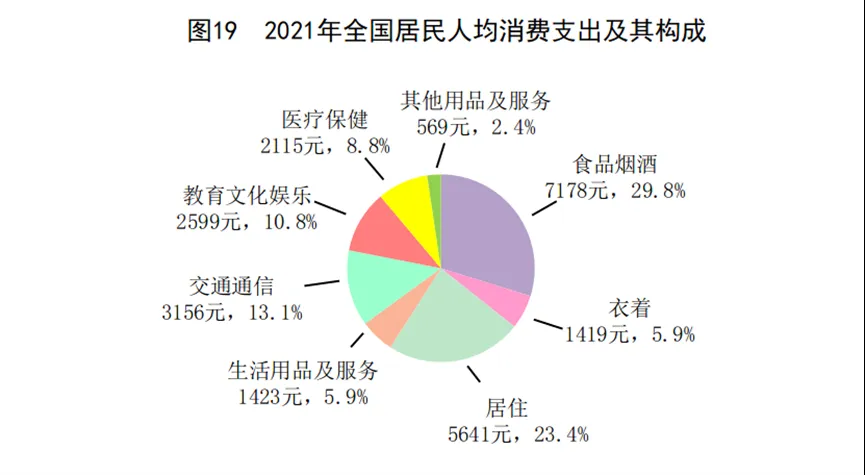 图19 2021年全国居民人均消费支出及其构成
其他用品及服务
569元，2.4%
医疗保健
2115元，8.8%
食品烟酒
7178元，29.8%
教育文化娱乐
2599元，10.8%
交通通信
3156元，13.1%
衣着
1419元，5.9%
生活用品及服务
1423元，5.9%
居住
5641元，23.4%